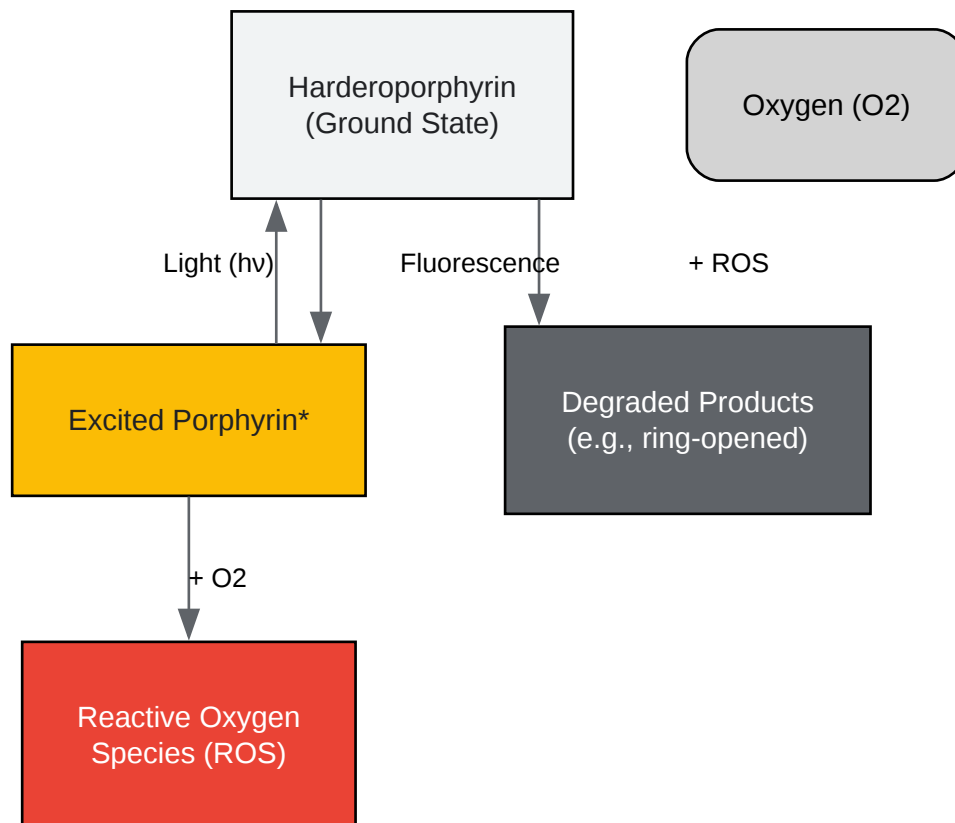 Harderoporphyrin
(Ground State)
Oxygen (O2)
Light (hν)
Fluorescence
+ ROS
Excited Porphyrin*
Degraded Products
(e.g., ring-opened)
+ O2
Reactive Oxygen
Species (ROS)